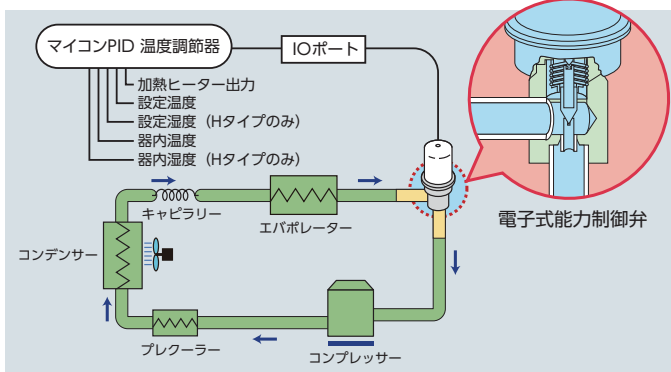 マイコンPID 温度調節器
IOポート
加熱ヒーター出力
設定温度
設定湿度（Hタイプのみ）
器内温度
器内湿度（Hタイプのみ）
キャピラリー
エバポレーター
電子式能力制御弁
コンデンサー
プレクーラー
コンプレッサー